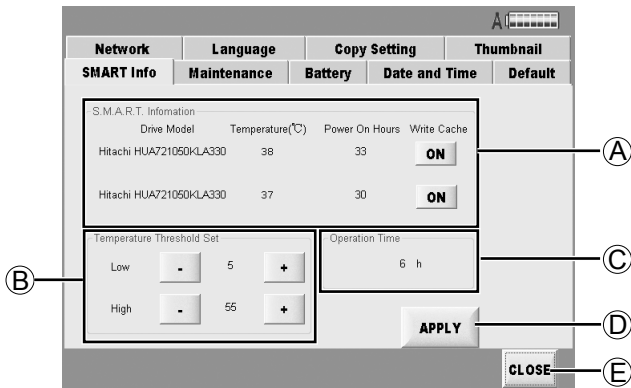 A
Network Language Copy Setting Thumbnail
SMART Info Maintenance Battery Date and Time Default
S.M.A.R.T. Infomation
Drive Model Temperature(℃) Power On Hours Write Cache
Hitachi HUA721050KLA330 38 33 ON
Hitachi HUA721050KLA330 37 30 ON
A
Temperature Threshold Set
Low - 5 +
High - 55 +
B
Operation Time
6 h
C
APPLY
D
CLOSE
E